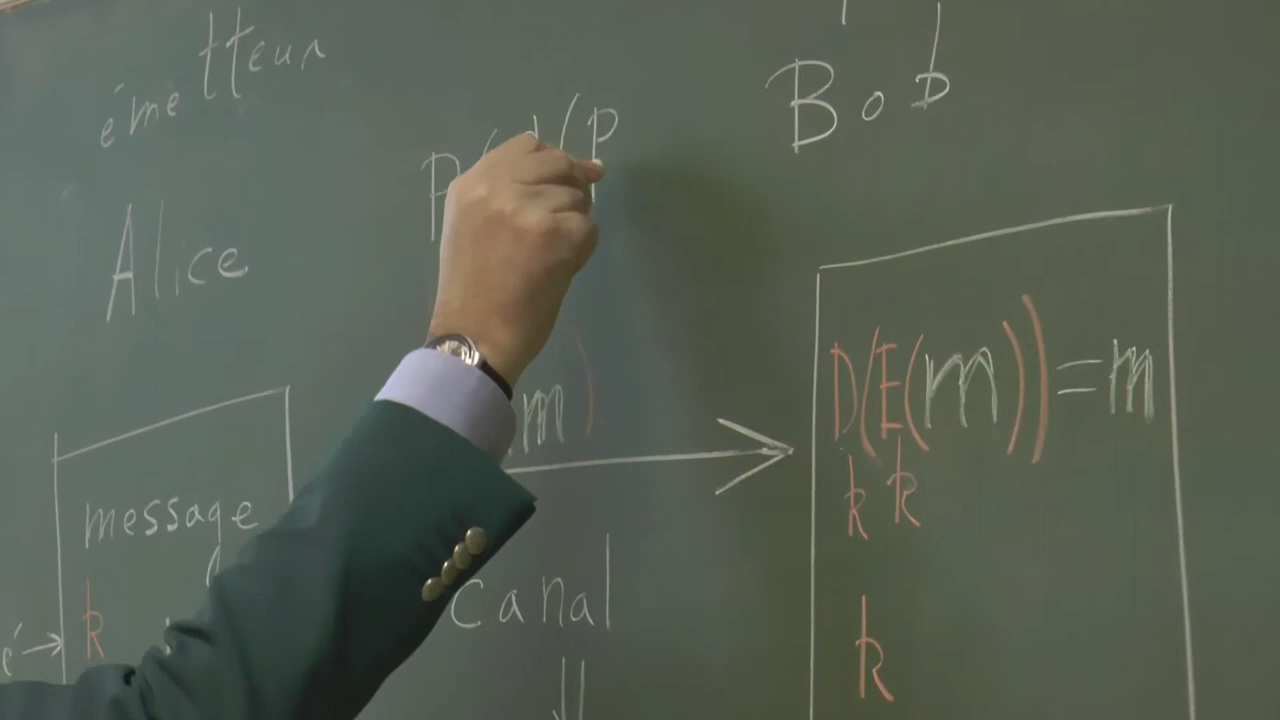 émetteur
Bob
Alice
m)
D(E(m))=m
k k
message
k
canal
k